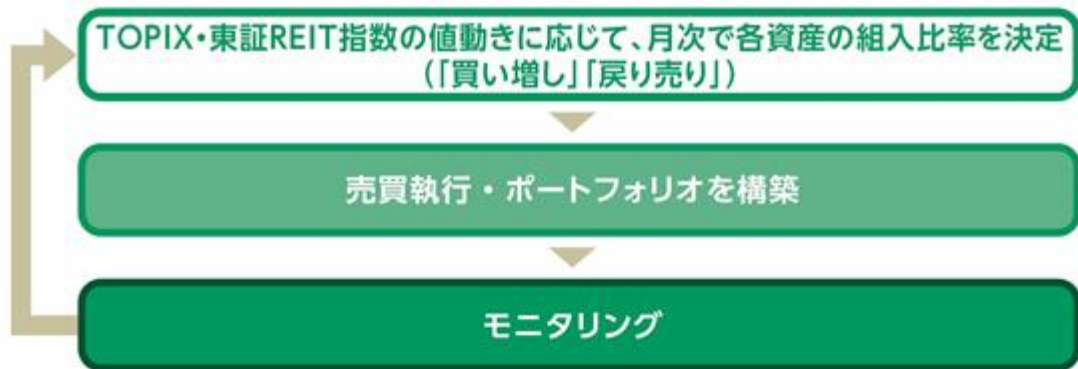 TOPIX・東証REIT指数の値動きに応じて、月次で各資産の組入比率を決定
(「買い増し」「戻り売り」)
売買執行・ポートフォリオを構築
モニタリング